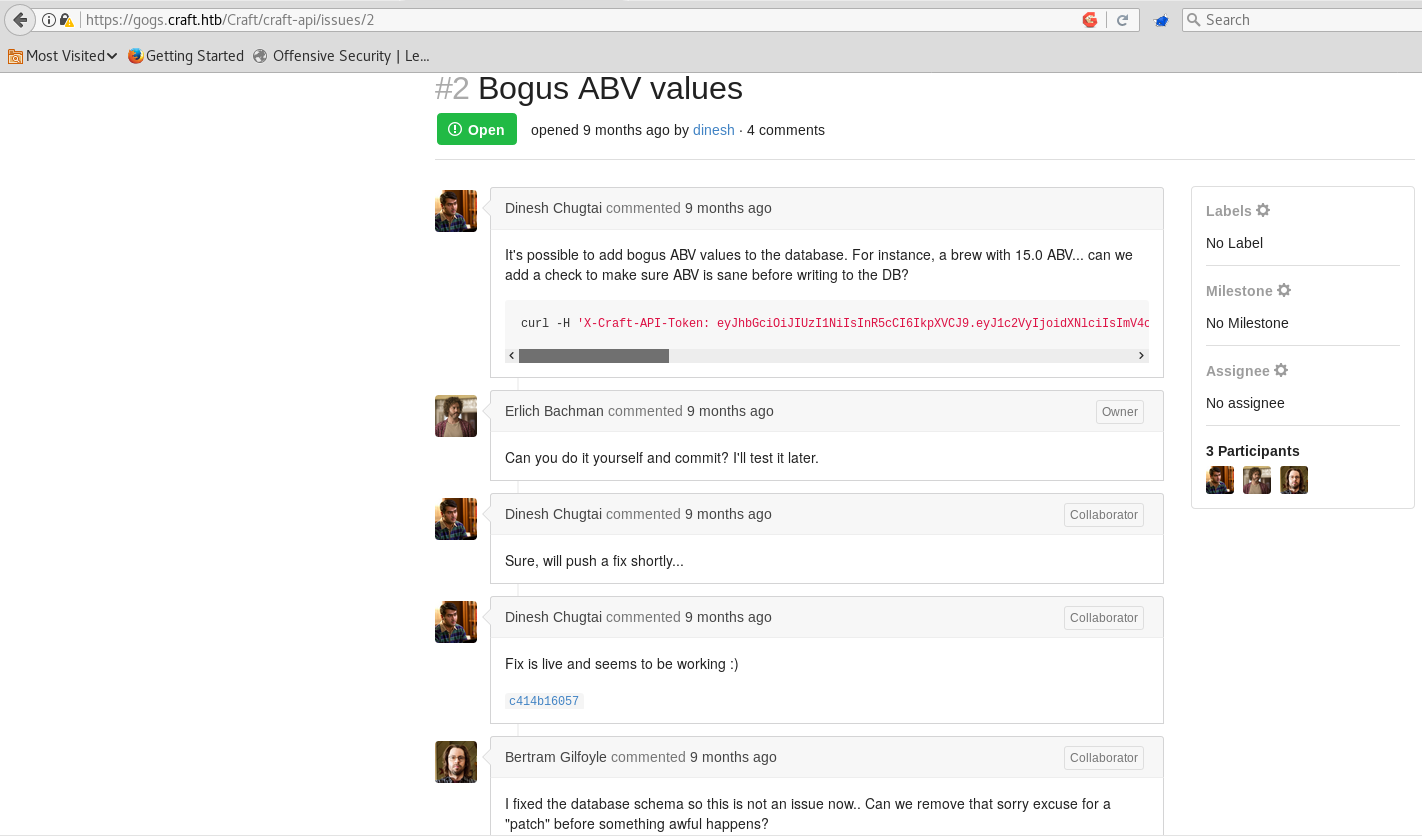 https://gogs.craft.htb/Craft/craft-api/issues/2
Search
Most Visited
Getting Started
Offensive Security | Le...
#2 Bogus ABV values
Open
opened 9 months ago by dinesh · 4 comments
Dinesh Chugtai commented 9 months ago
It's possible to add bogus ABV values to the database. For instance, a brew with 15.0 ABV... can we
add a check to make sure ABV is sane before writing to the DB?
curl -H 'X-Craft-API-Token: eyJhbGciOiJIUzI1NiIsInR5cCI6IkpXVCJ9.eyJ1c2VyIjoidXNlciIsImV4c
Erlich Bachman commented 9 months ago
Owner
Can you do it yourself and commit? I'll test it later.
Dinesh Chugtai commented 9 months ago
Collaborator
Sure, will push a fix shortly...
Dinesh Chugtai commented 9 months ago
Collaborator
Fix is live and seems to be working :)
c414b16057
Bertram Gilfoyle commented 9 months ago
Collaborator
I fixed the database schema so this is not an issue now.. Can we remove that sorry excuse for a
"patch" before something awful happens?
Labels
No Label
Milestone
No Milestone
Assignee
No assignee
3 Participants